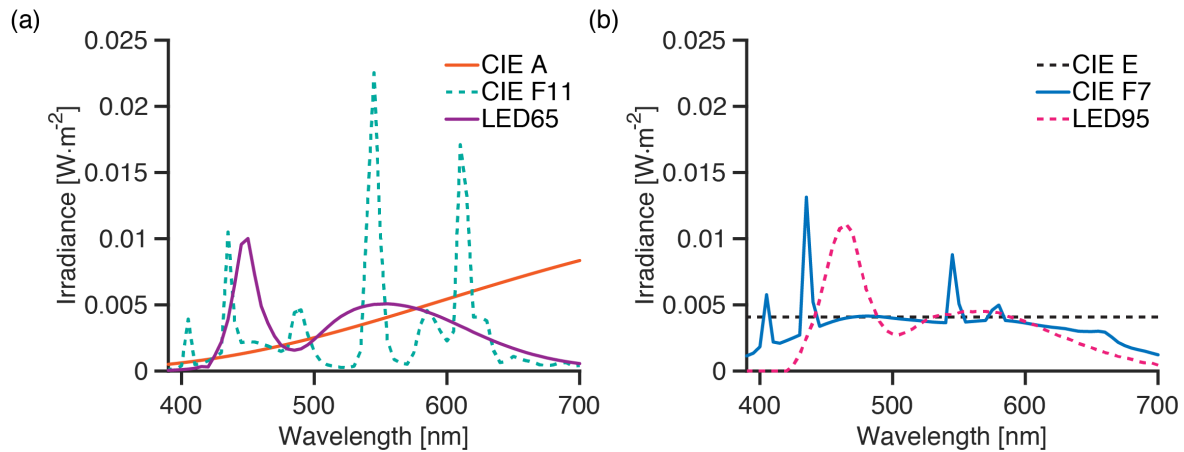 (a)
0.025
0.02
0.015
0.01
0.005
0
Irradiance [W·m-2]
CIE A
CIE F11
LED65
400 500 600 700
Wavelength [nm]
(b)
0.025
0.02
0.015
0.01
0.005
0
Irradiance [W·m-2]
CIE E
CIE F7
LED95
400 500 600 700
Wavelength [nm]